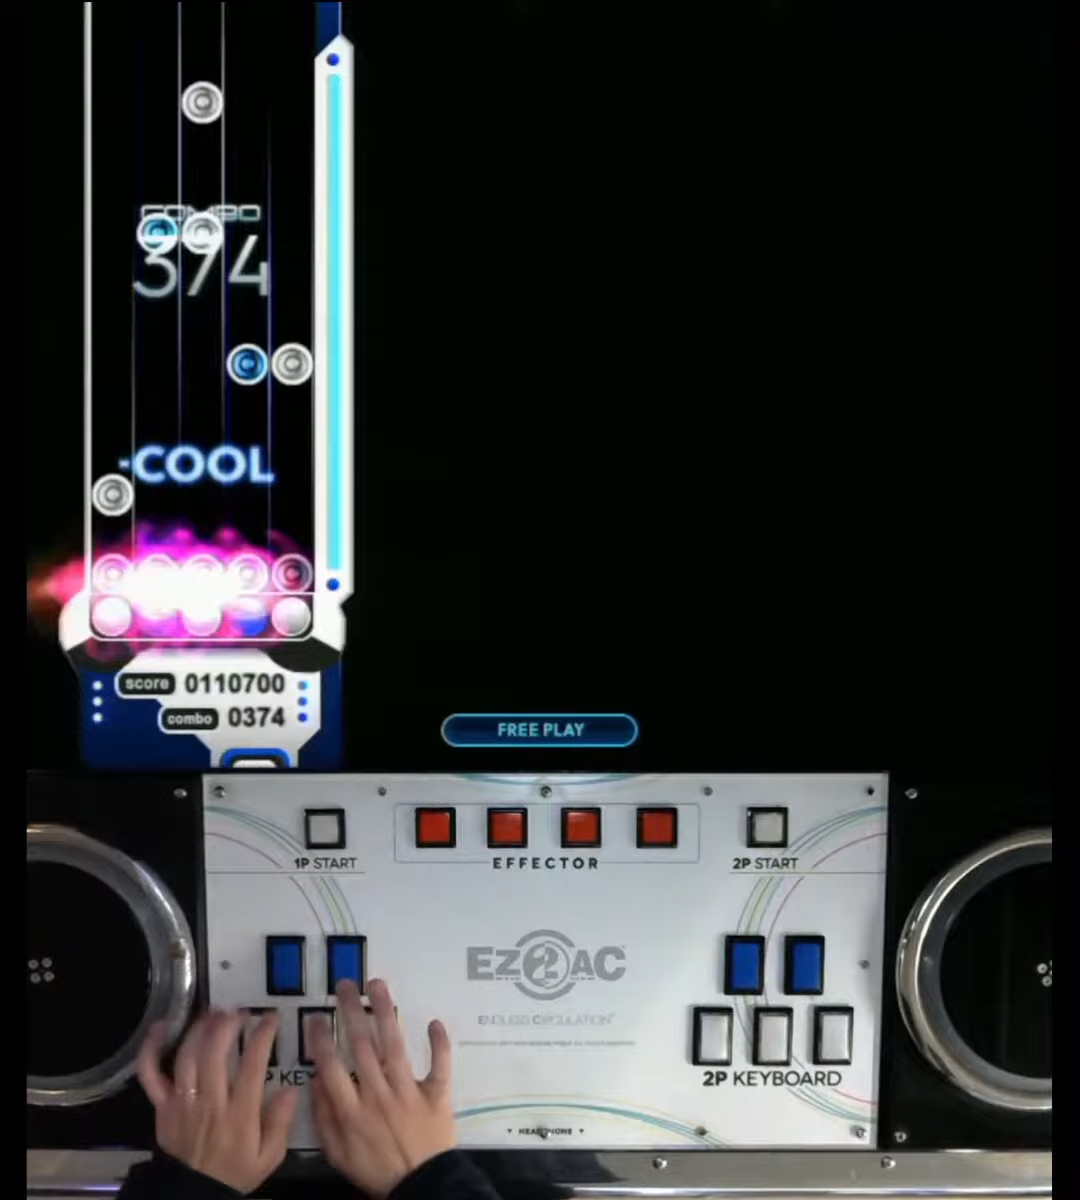 COMBO
374
COOL
score 0110700
combo 0374
FREE PLAY
1P START
EFFECTOR
2P START
EZ2AC
ENDLESS CIRCULATION
2P KEYBOARD
HEADPHONE